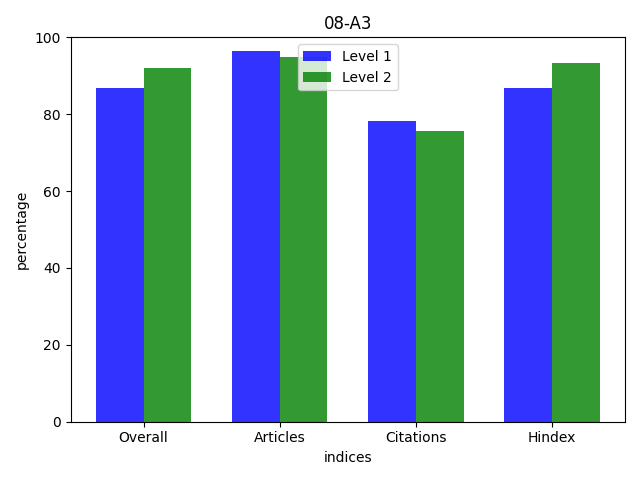 08-A3
Level 1
Level 2
percentage
100
80
60
40
20
0
Overall Articles Citations Hindex
indices